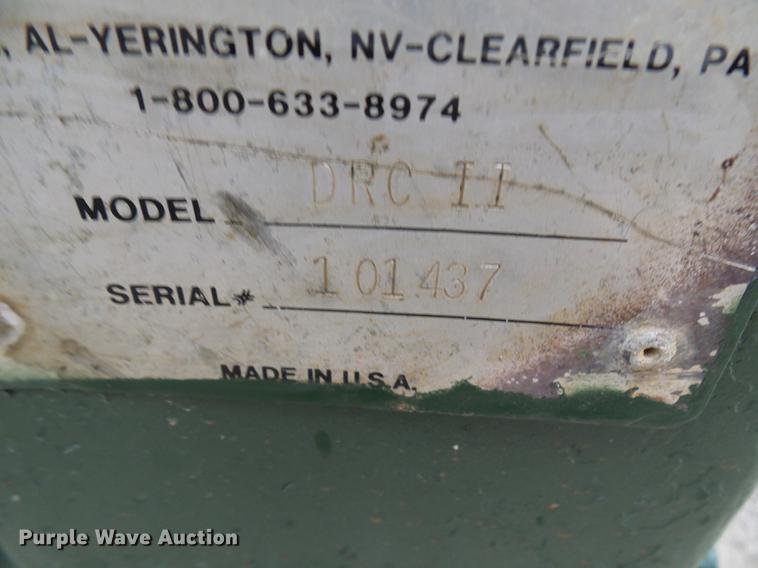 , AL-YERINGTON, NV-CLEARFIELD, PA
1-800-633-8974
MODEL DRC II
SERIAL# 101437
MADE IN U.S.A.
Purple Wave Auction